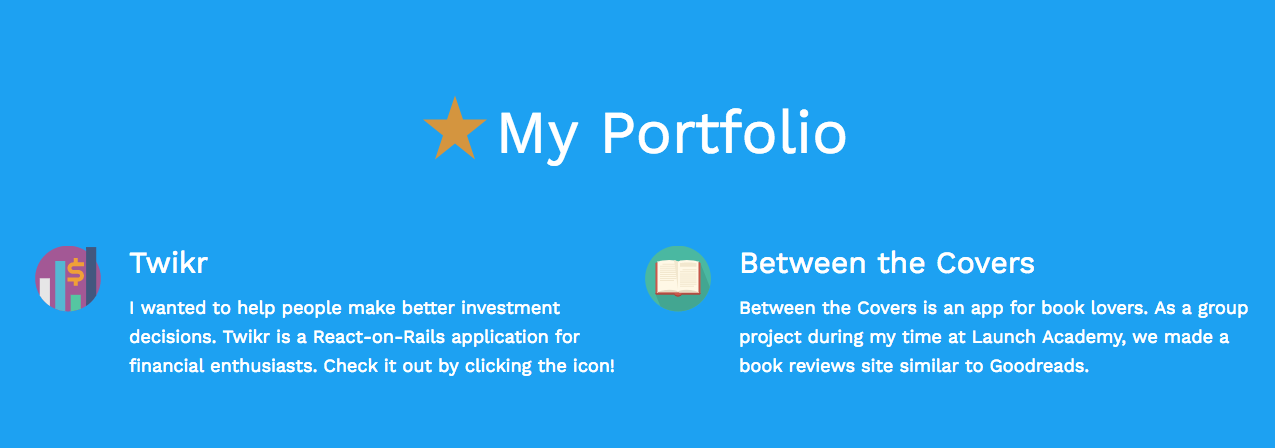 My Portfolio
Twikr
I wanted to help people make better investment
decisions. Twikr is a React-on-Rails application for
financial enthusiasts. Check it out by clicking the icon!
Between the Covers
Between the Covers is an app for book lovers. As a group
project during my time at Launch Academy, we made a
book reviews site similar to Goodreads.